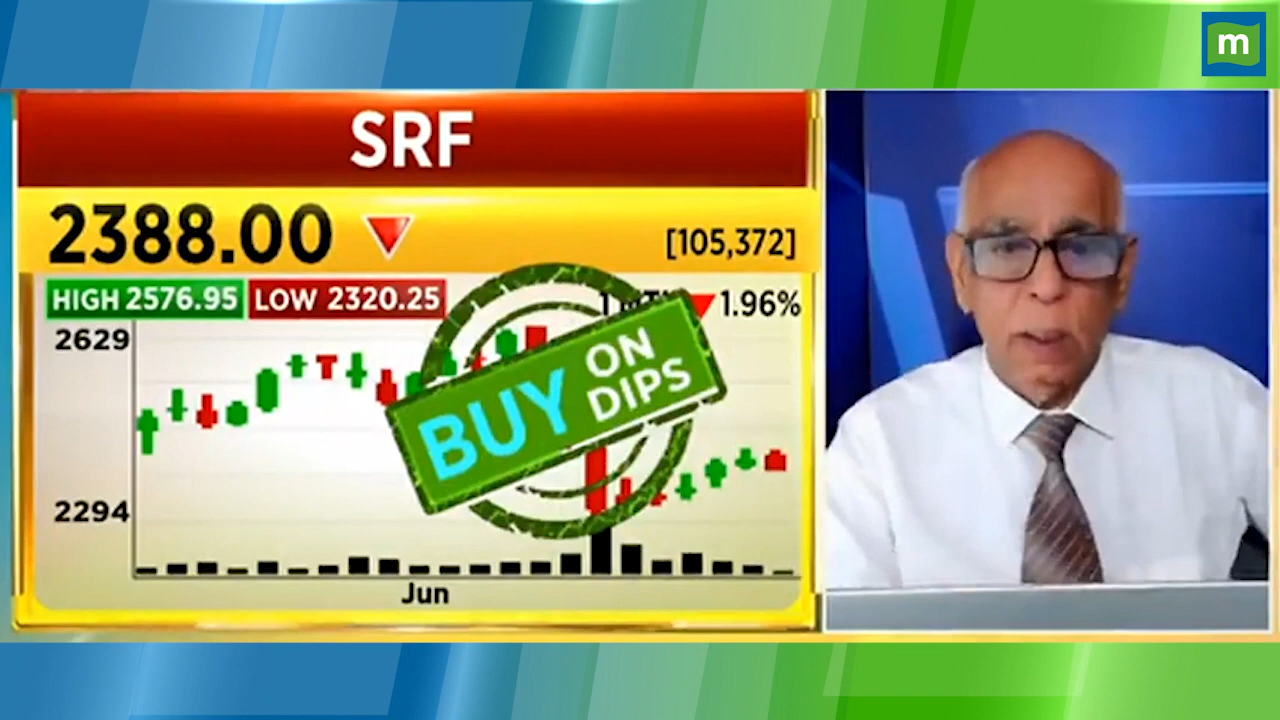 m
SRF
2388.00
[105,372]
HIGH 2576.95
LOW 2320.25
1.96%
2629
BUY ON DIPS
2294
Jun